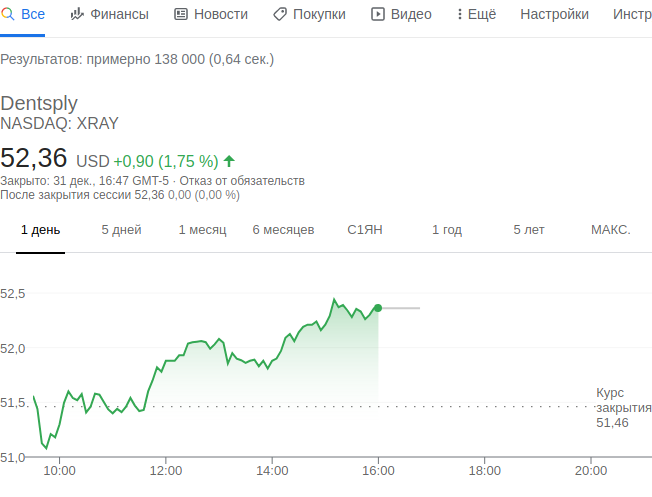 Все Финансы Новости Покупки Видео Ещё Настройки Инстр
Результатов: примерно 138 000 (0,64 сек.)
Dentsply
NASDAQ: XRAY
52,36 USD +0,90 (1,75 %)
Закрыто: 31 дек., 16:47 GMT-5 · Отказ от обязательств
После закрытия сессии 52,36 0,00 (0,00 %)
1 день 5 дней 1 месяц 6 месяцев С1ЯН 1 год 5 лет МАКС.
52,5
52,0
51,5
51,0
Курс
закрытия
51,46
10:00 12:00 14:00 16:00 18:00 20:00